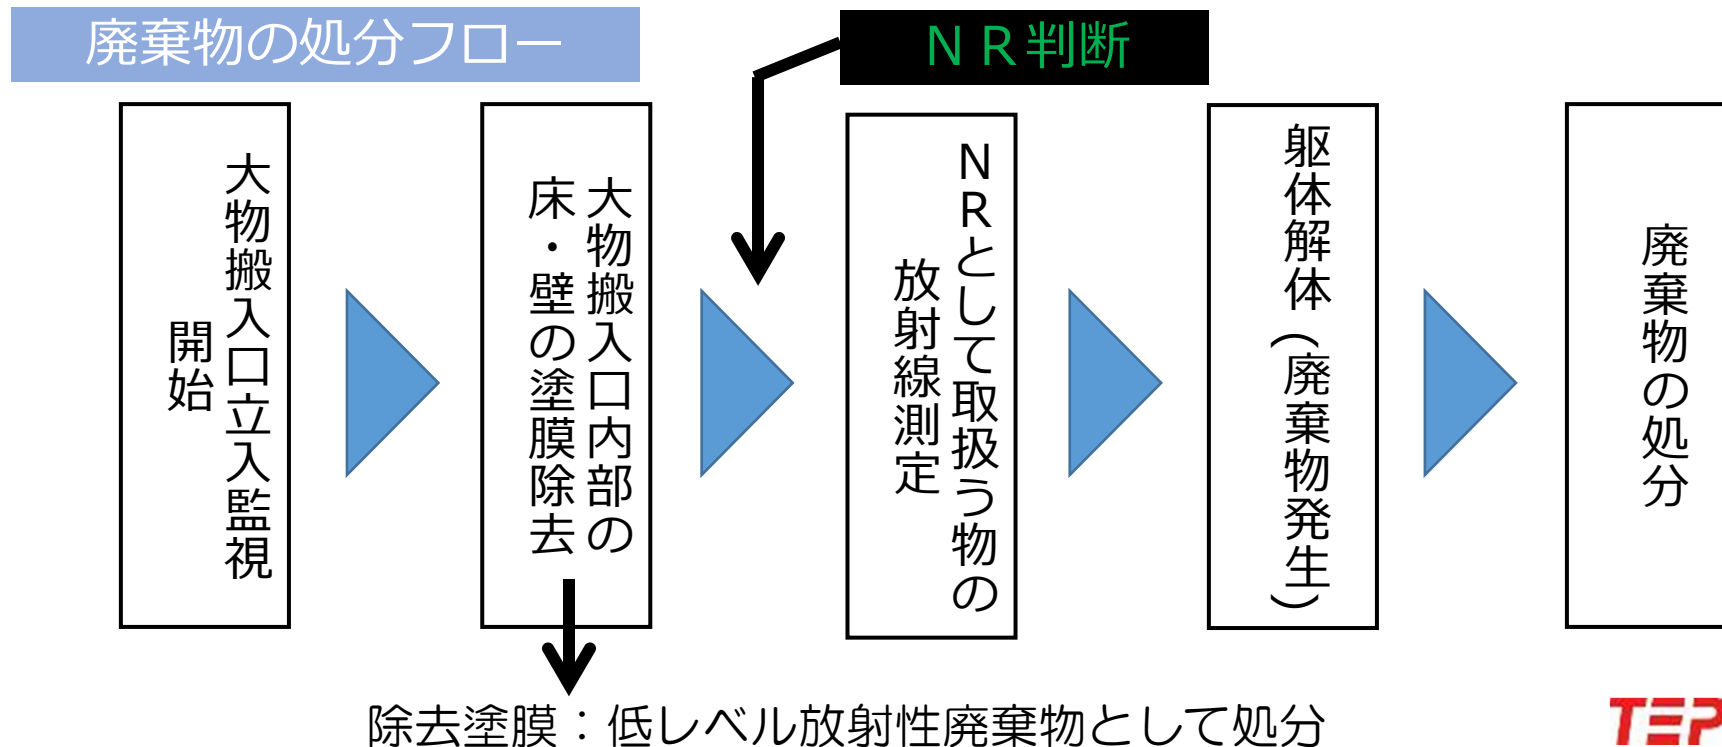 廃棄物の処分フロー
ＮＲ判断
大物搬入口立入監視
開始
大物搬入口内部の
床・壁の塗膜除去
ＮＲとして取扱う物の
放射線測定
躯体解体（廃棄物発生）
廃棄物の処分
除去塗膜：低レベル放射性廃棄物として処分
TEP